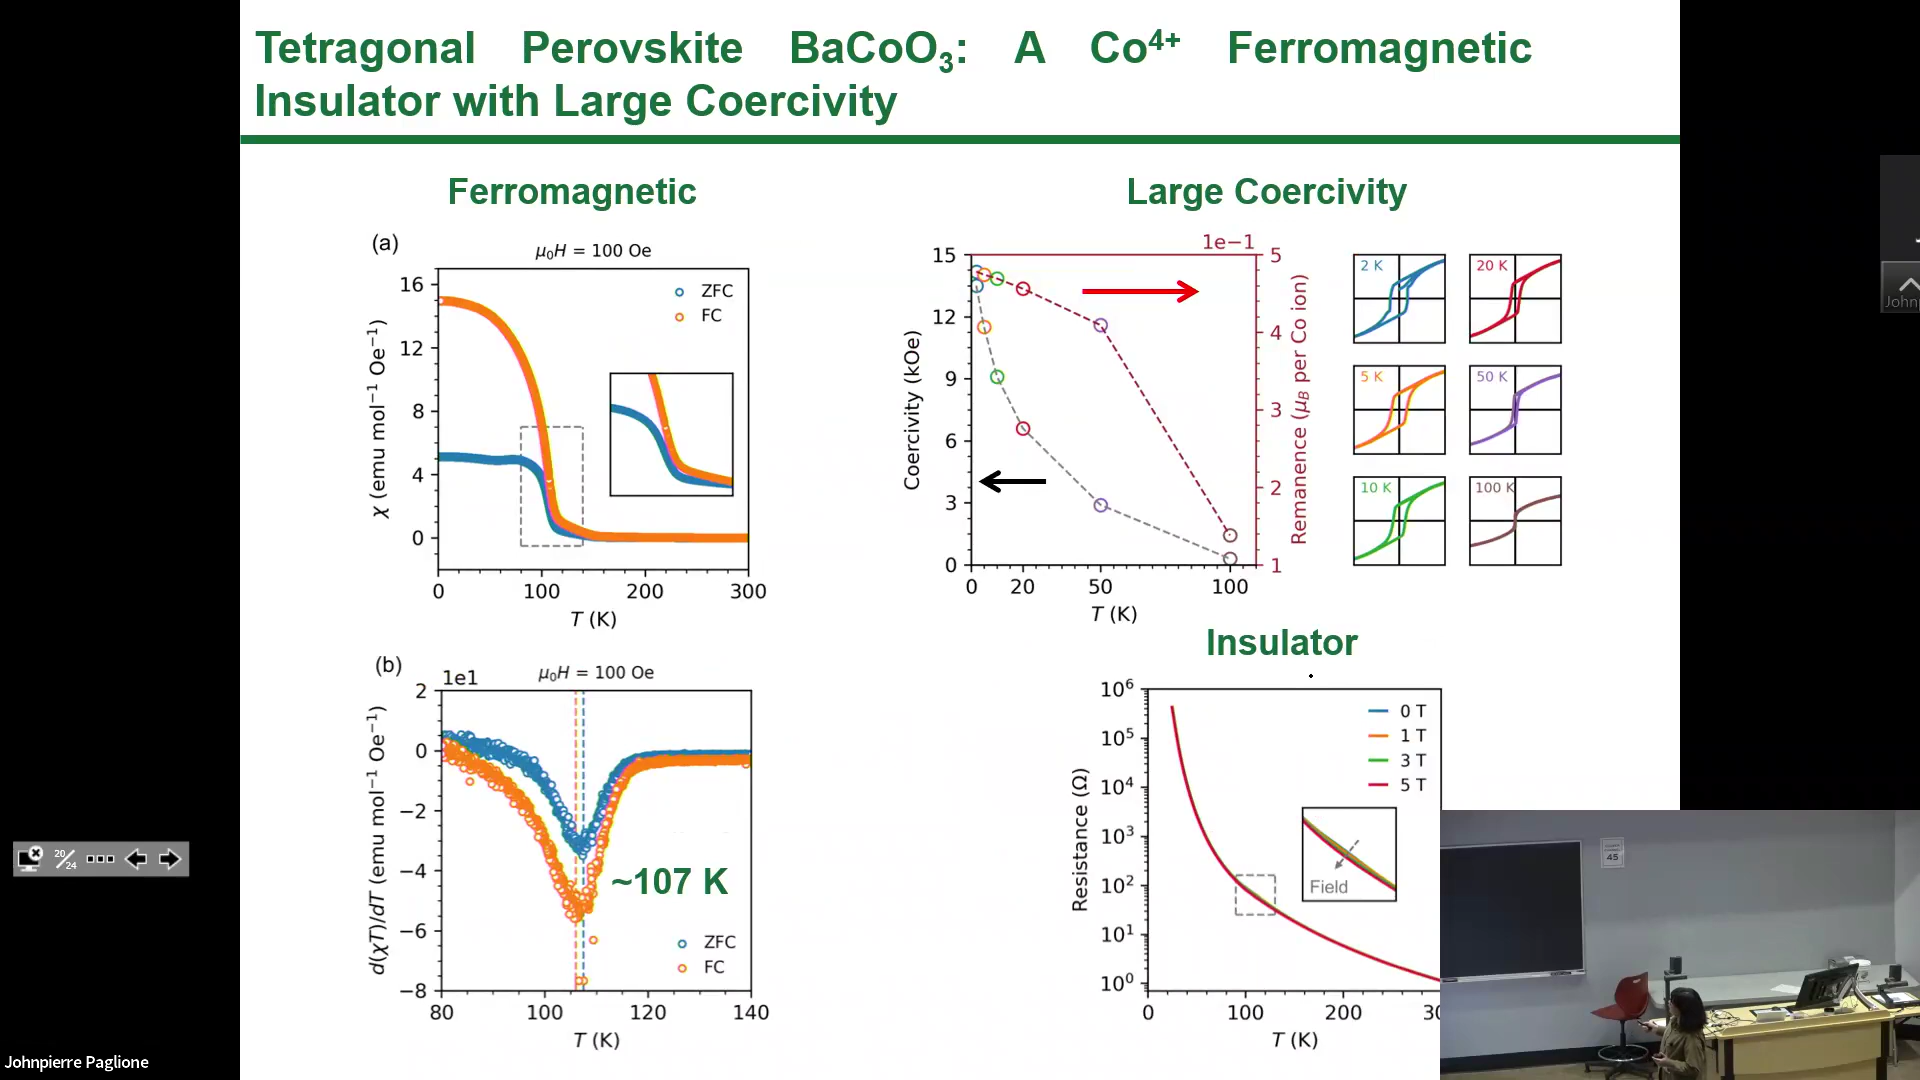 Tetragonal Perovskite BaCoO₃: A Co⁴⁺ Ferromagnetic
Insulator with Large Coercivity
Ferromagnetic
(a)
μ₀H = 100 Oe
ZFC
FC
16
12
8
4
0
χ (emu mol⁻¹ Oe⁻¹)
0 100 200 300
T (K)
(b)
μ₀H = 100 Oe
1e1
2
0
−2
−4
−6
−8
d(χT)/dT (emu mol⁻¹ Oe⁻¹)
~107 K
ZFC
FC
80 100 120 140
T (K)
Large Coercivity
1e−1
15
12
9
6
3
0
Coercivity (kOe)
5
4
3
2
1
Remanence (μB per Co ion)
0 20 50 100
T (K)
2 K
20 K
5 K
50 K
10 K
100 K
Insulator
10⁶
10⁵
10⁴
10³
10²
10¹
10⁰
Resistance (Ω)
0 T
1 T
3 T
5 T
Field
0 100 200 30
T (K)
20/24
45
Johnpierre Paglione